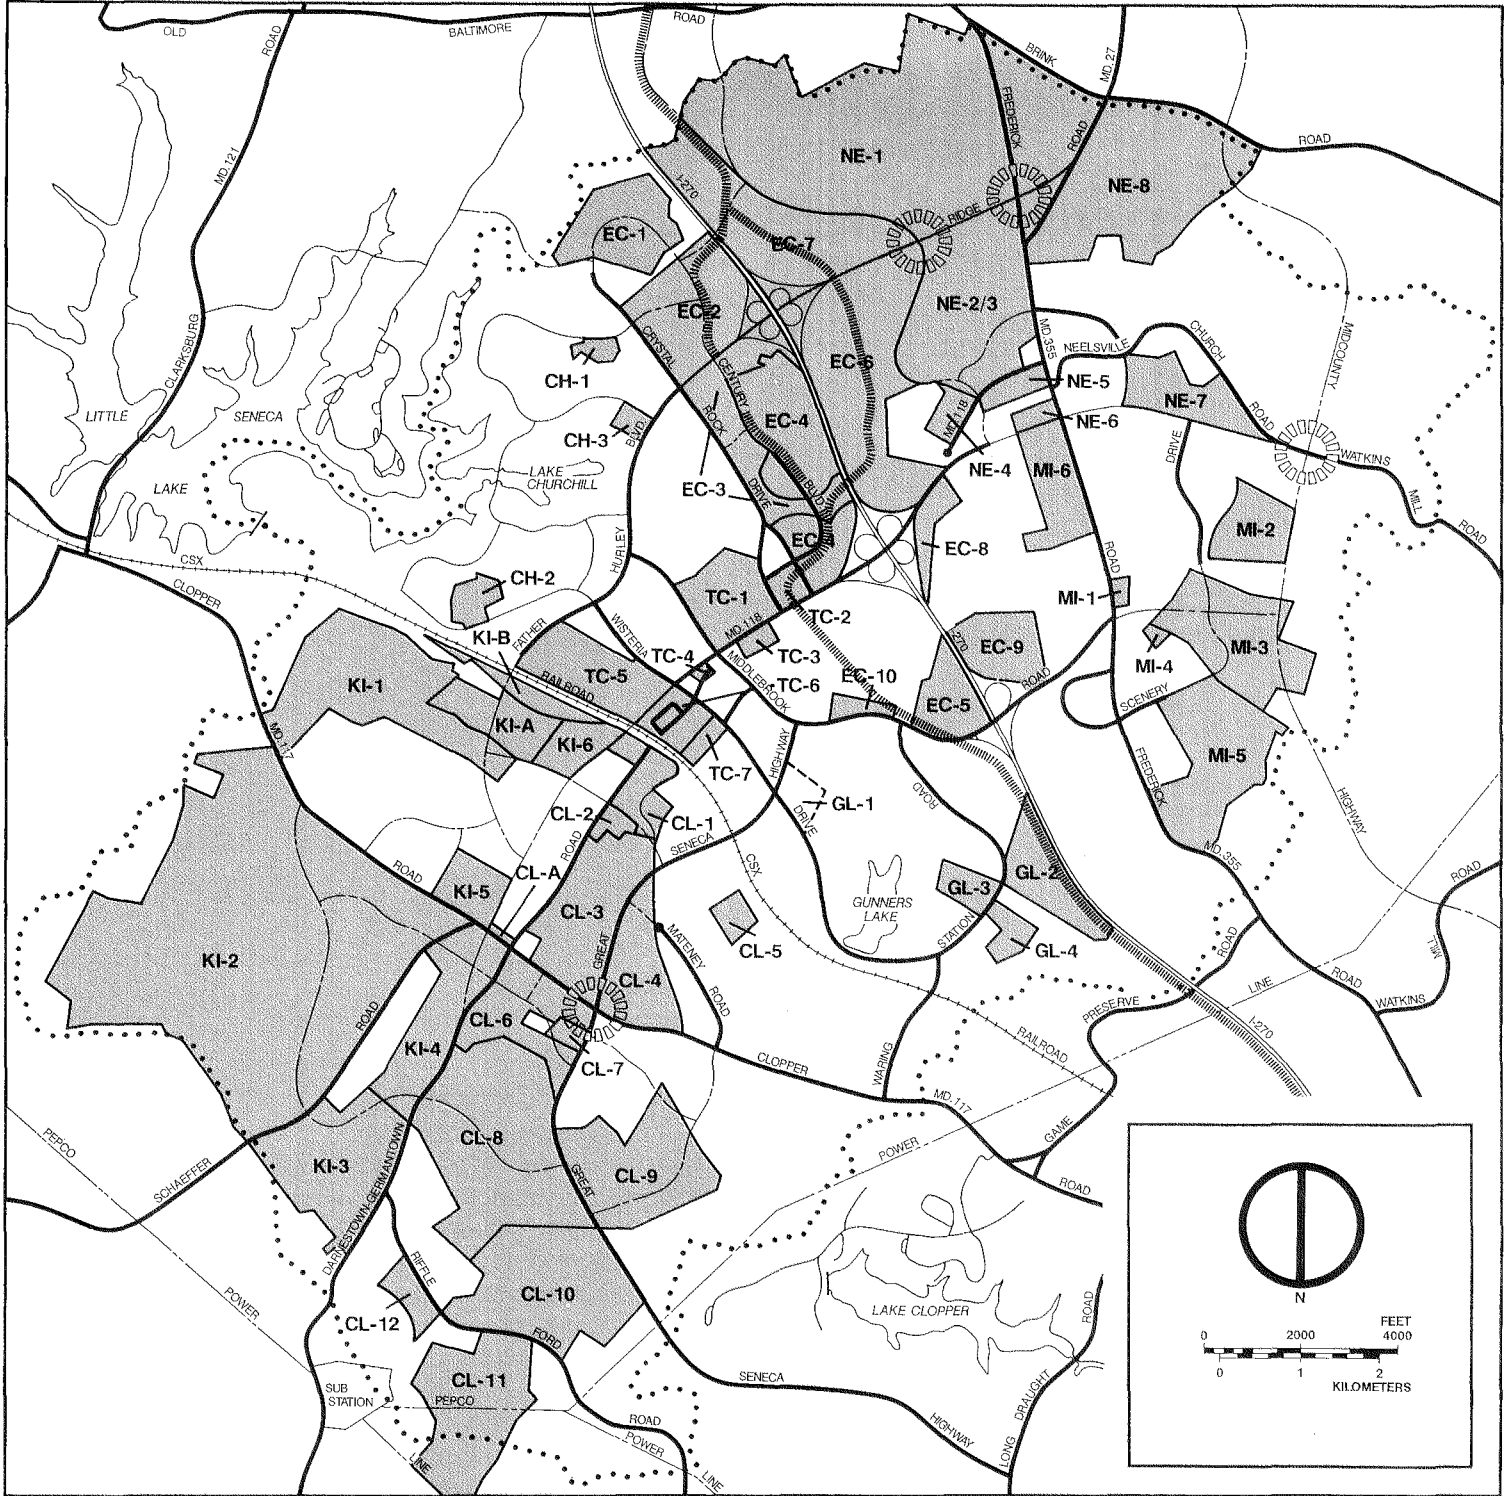 OLD
BALTIMORE
ROAD
ROAD
BRINK
MD. 27
MD. 121
FREDERICK
ROAD
ROAD
NE-1
NE-8
I-270
EC-1
EC-7
RIDGE
NE-2/3
EC-2
CLARKSBURG
CRYSTAL
MD. 355
NEELSVILLE
CHURCH
MIDCOUNTY
CH-1
CENTURY
EC-6
NE-5
NE-7
LITTLE
SENECA
ROCK
EC-4
MD. 118
NE-6
ROAD
CH-3
BLVD.
DRIVE
WATKINS
LAKE
LAKE
CHURCHILL
NE-4
MI-6
EC-3
DRIVE
BLVD.
MILL
ROAD
MI-2
HURLEY
EC-
EC-8
ROAD
CSX
CLOPPER
CH-2
TC-1
MI-1
TC-2
MD. 118
FATHER
WISTERIA
KI-B
TC-3
TC-4
MIDDLEBROOK
270
EC-9
MI-4
MI-3
KI-1
RAILROAD
TC-5
TC-6
EC-10
EC-5
ROAD
SCENERY
KI-A
KI-6
MD. 117
TC-7
HIGHWAY
FREDERICK
MI-5
CL-2
GL-1
ROAD
DRIVE
HIGHWAY
CL-1
SENECA
MD. 355
ROAD
ROAD
CL-A
CSX
KI-5
GL-2
ROAD
CL-3
GL-3
GUNNERS
LAKE
STATION
GREAT
MATENEY
CL-5
GL-4
ROAD
MILL
KI-2
CL-4
ROAD
LINE
ROAD
PRESERVE
WATKINS
ROAD
CL-6
I-270
KI-4
RAILROAD
CL-7
CLOPPER
WARING
MD. 117
GAME
PEPCO
CL-8
POWER
SCHAEFFER
KI-3
CL-9
ROAD
DARNESTOWN-GERMANTOWN
GREAT
RIFFLE
POWER
CL-10
LAKE CLOPPER
ROAD
N
CL-12
FORD
FEET
0 2000 4000
0 1 2
KILOMETERS
SUB
STATION
CL-11
PEPCO
SENECA
DRAUGHT
ROAD
HIGHWAY
POWER
LONG
LINE
LINE